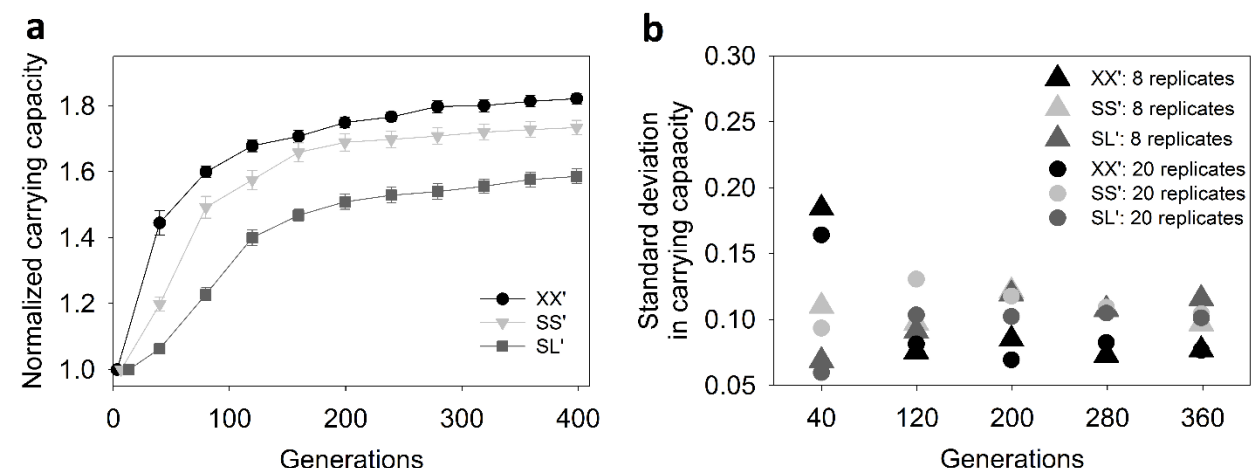 a
Normalized carrying capacity
1.8
1.6
1.4
1.2
1.0
0
100
200
300
400
Generations
XX'
SS'
SL'
b
Standard deviation
in carrying capaacity
0.30
0.25
0.20
0.15
0.10
0.05
40
120
200
280
360
Generations
XX': 8 replicates
SS': 8 replicates
SL': 8 replicates
XX': 20 replicates
SS': 20 replicates
SL': 20 replicates